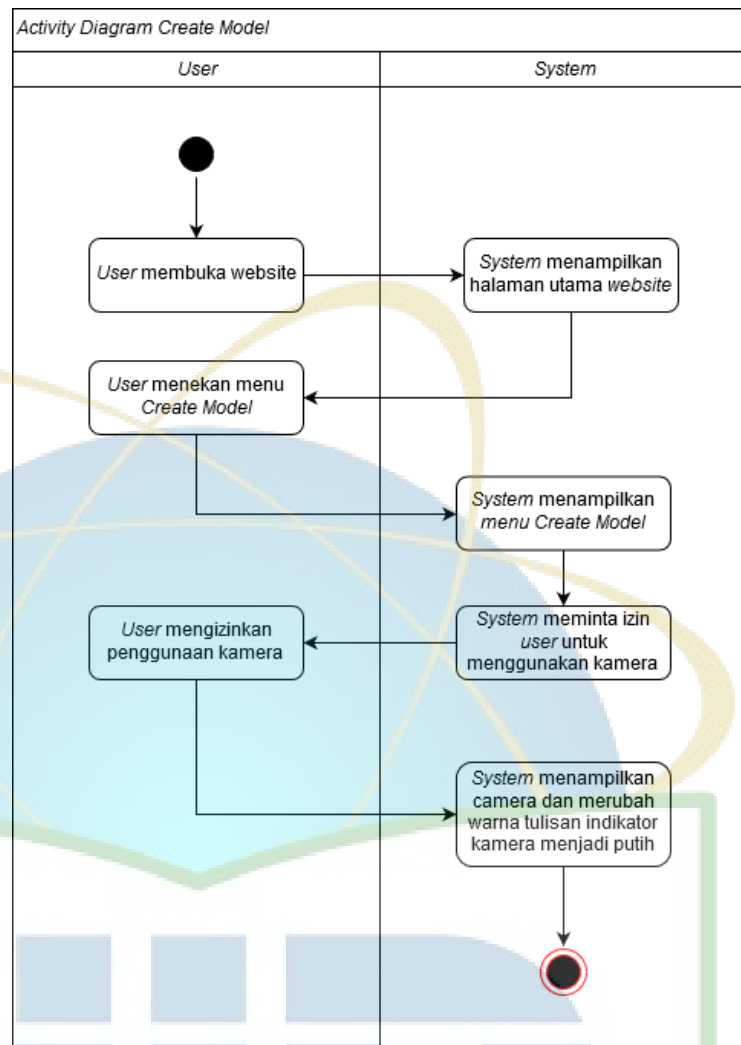 Activity Diagram Create Model
User
System
User membuka website
System menampilkan
halaman utama website
User menekan menu
Create Model
System menampilkan
menu Create Model
System meminta izin
user untuk
menggunakan kamera
User mengizinkan
penggunaan kamera
System menampilkan
camera dan merubah
warna tulisan indikator
kamera menjadi putih